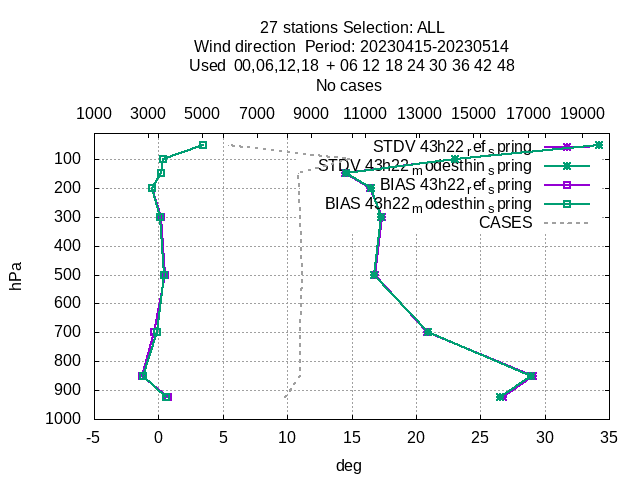 27 stations Selection: ALL
Wind direction  Period: 20230415-20230514
Used  00,06,12,18  + 06 12 18 24 30 36 42 48
No cases
1000 3000 5000 7000 9000 11000 13000 15000 17000 19000
STDV 43h22_ref_spring
STDV 43h22_modesthin_spring
BIAS 43h22_ref_spring
BIAS 43h22_modesthin_spring
CASES
100
200
300
400
500
600
700
800
900
1000
hPa
-5 0 5 10 15 20 25 30 35
deg